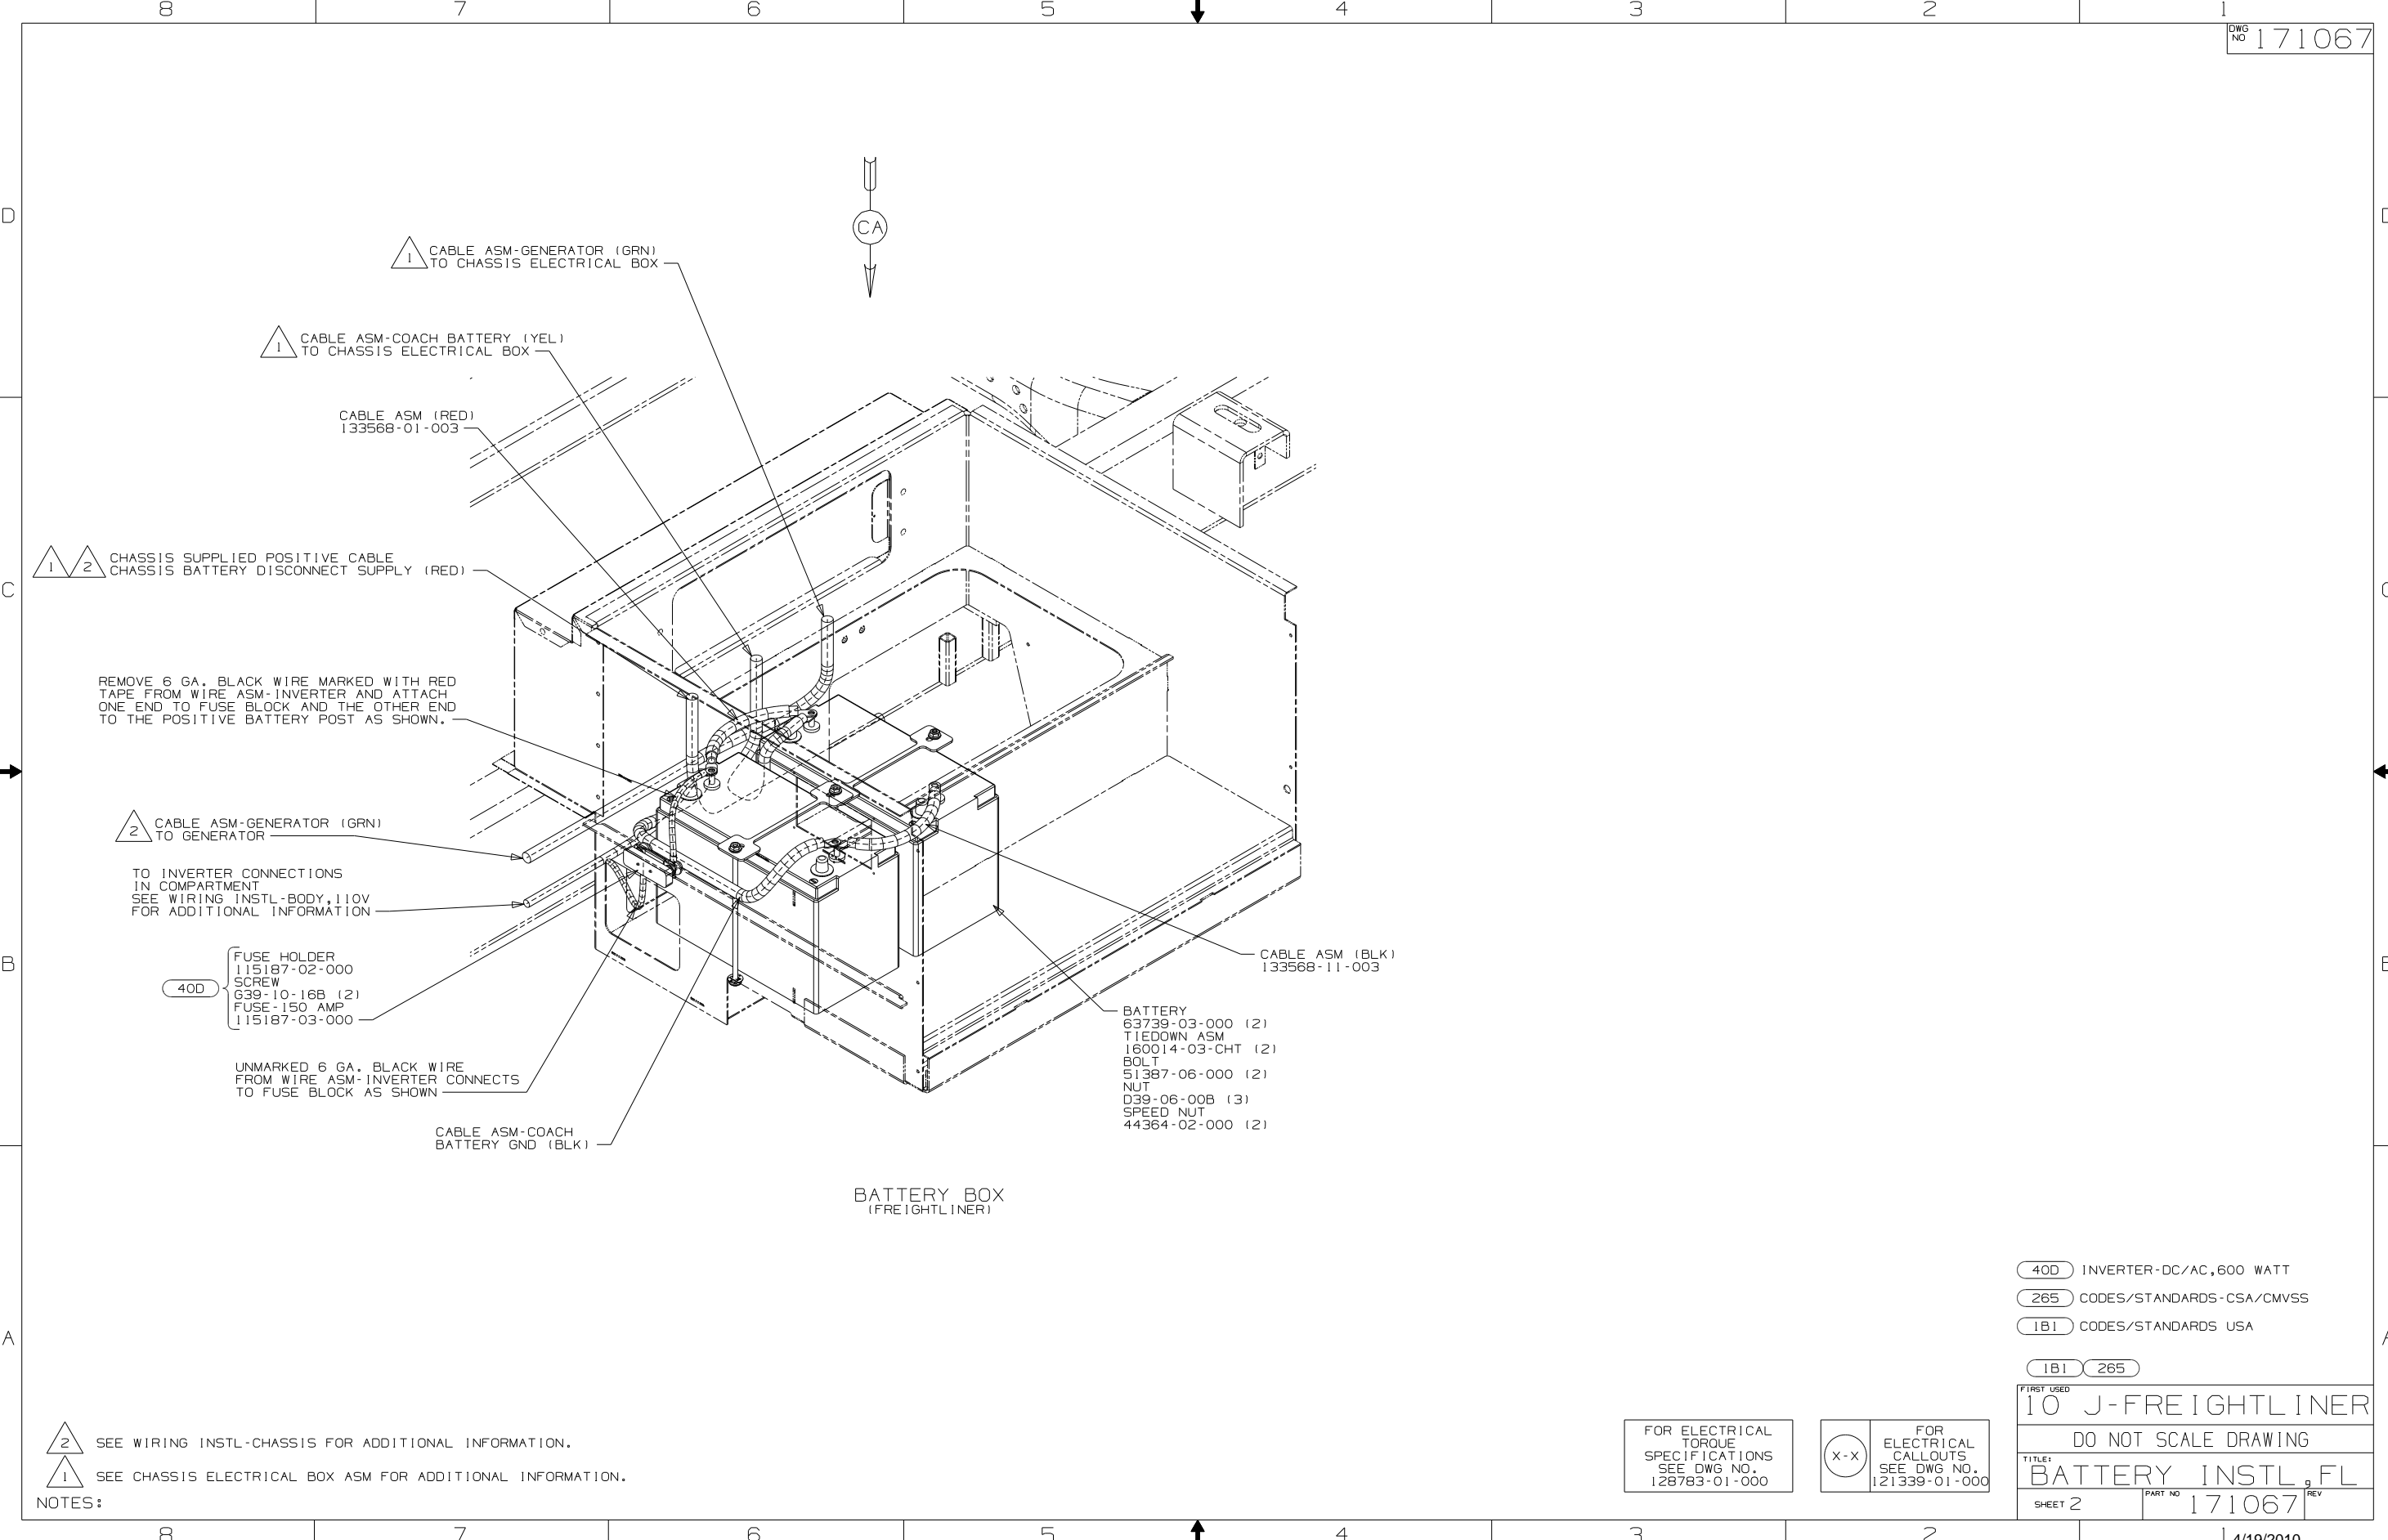 8 7 6 5 4 3 2 1
DWG NO 171067
D
CA
1 CABLE ASM-GENERATOR (GRN)
TO CHASSIS ELECTRICAL BOX
1 CABLE ASM-COACH BATTERY (YEL)
TO CHASSIS ELECTRICAL BOX
CABLE ASM (RED)
133568-01-003
1 2 CHASSIS SUPPLIED POSITIVE CABLE
CHASSIS BATTERY DISCONNECT SUPPLY (RED)
C
REMOVE 6 GA. BLACK WIRE MARKED WITH RED
TAPE FROM WIRE ASM-INVERTER AND ATTACH
ONE END TO FUSE BLOCK AND THE OTHER END
TO THE POSITIVE BATTERY POST AS SHOWN.
2 CABLE ASM-GENERATOR (GRN)
TO GENERATOR
TO INVERTER CONNECTIONS
IN COMPARTMENT
SEE WIRING INSTL-BODY,110V
FOR ADDITIONAL INFORMATION
B
40D
FUSE HOLDER
115187-02-000
SCREW
G39-10-16B (2)
FUSE-150 AMP
115187-03-000
UNMARKED 6 GA. BLACK WIRE
FROM WIRE ASM-INVERTER CONNECTS
TO FUSE BLOCK AS SHOWN
CABLE ASM-COACH
BATTERY GND (BLK)
CABLE ASM (BLK)
133568-11-003
BATTERY
63739-03-000 (2)
TIEDOWN ASM
160014-03-CHT (2)
BOLT
51387-06-000 (2)
NUT
D39-06-00B (3)
SPEED NUT
44364-02-000 (2)
BATTERY BOX
(FREIGHTLINER)
A
40D INVERTER-DC/AC,600 WATT
265 CODES/STANDARDS-CSA/CMVSS
1B1 CODES/STANDARDS USA
1B1 265
2 SEE WIRING INSTL-CHASSIS FOR ADDITIONAL INFORMATION.
1 SEE CHASSIS ELECTRICAL BOX ASM FOR ADDITIONAL INFORMATION.
NOTES:
FOR ELECTRICAL
TORQUE
SPECIFICATIONS
SEE DWG NO.
128783-01-000
X-X
FOR
ELECTRICAL
CALLOUTS
SEE DWG NO.
121339-01-000
FIRST USED
10 J-FREIGHTLINER
DO NOT SCALE DRAWING
TITLE:
BATTERY INSTL,FL
SHEET 2
PART NO 171067
REV
8 7 6 5 4 3 2 1
4/19/2010